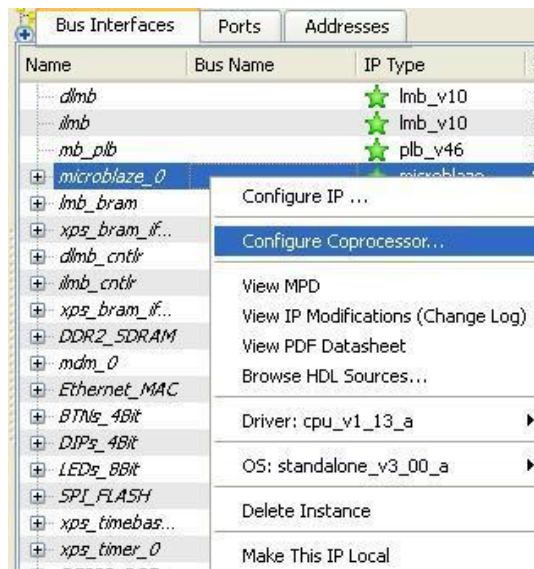 Bus Interfaces Ports Addresses
Name Bus Name IP Type
dlmb lmb_v10
ilmb lmb_v10
mb_plb plb_v46
microblaze_0 microblaze
lmb_bram
xps_bram_if...
dlmb_cntlr
ilmb_cntlr
xps_bram_if...
DDR2_SDRAM
mdm_0
Ethernet_MAC
BTNs_4Bit
DIPs_4Bit
LEDs_8Bit
SPI_FLASH
xps_timebas...
xps_timer_0
Configure IP ...
Configure Coprocessor...
View MPD
View IP Modifications (Change Log)
View PDF Datasheet
Browse HDL Sources...
Driver: cpu_v1_13_a
OS: standalone_v3_00_a
Delete Instance
Make This IP Local